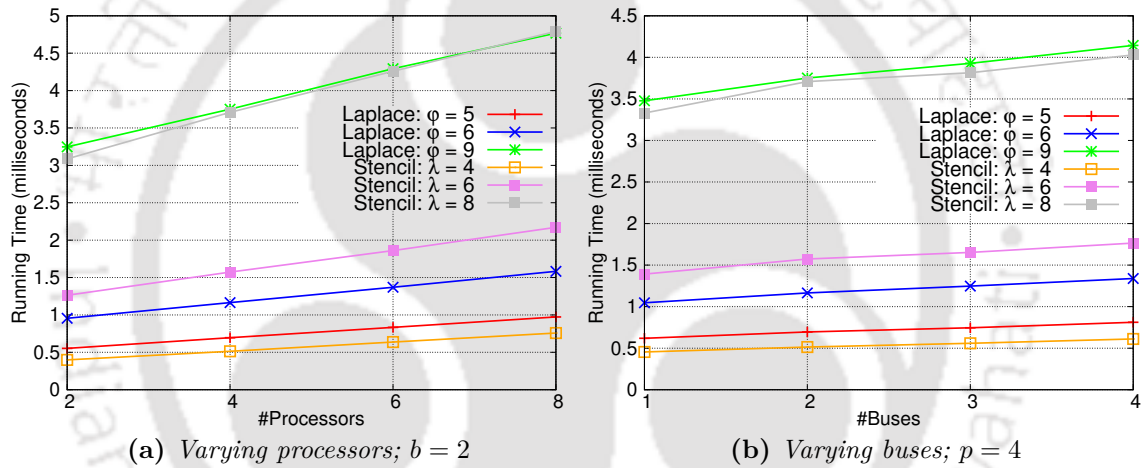 5
4.5
4
3.5
3
2.5
2
1.5
1
0.5
0
Running Time (milliseconds)
Laplace: φ = 5
Laplace: φ = 6
Laplace: φ = 9
Stencil: λ = 4
Stencil: λ = 6
Stencil: λ = 8
2 4 6 8
#Processors
(a) Varying processors; b = 2
4.5
4
3.5
3
2.5
2
1.5
1
0.5
0
Running Time (milliseconds)
Laplace: φ = 5
Laplace: φ = 6
Laplace: φ = 9
Stencil: λ = 4
Stencil: λ = 6
Stencil: λ = 8
1 2 3 4
#Buses
(b) Varying buses; p = 4